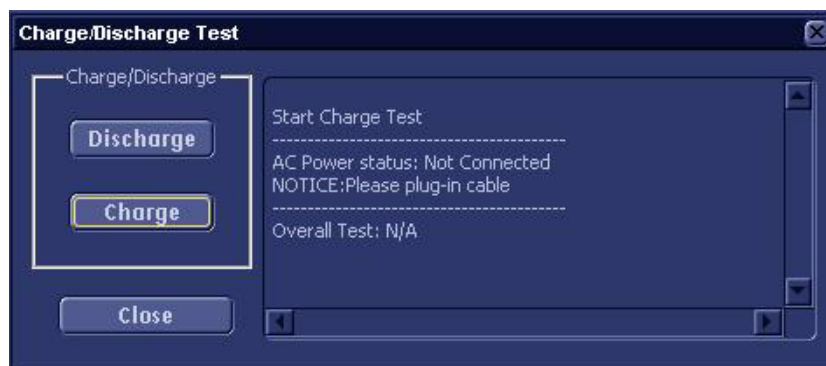 Charge/Discharge Test
Charge/Discharge
Discharge
Charge
Close
Start Charge Test
------------------------------------------
AC Power status: Not Connected
NOTICE:Please plug-in cable
------------------------------------------
Overall Test: N/A